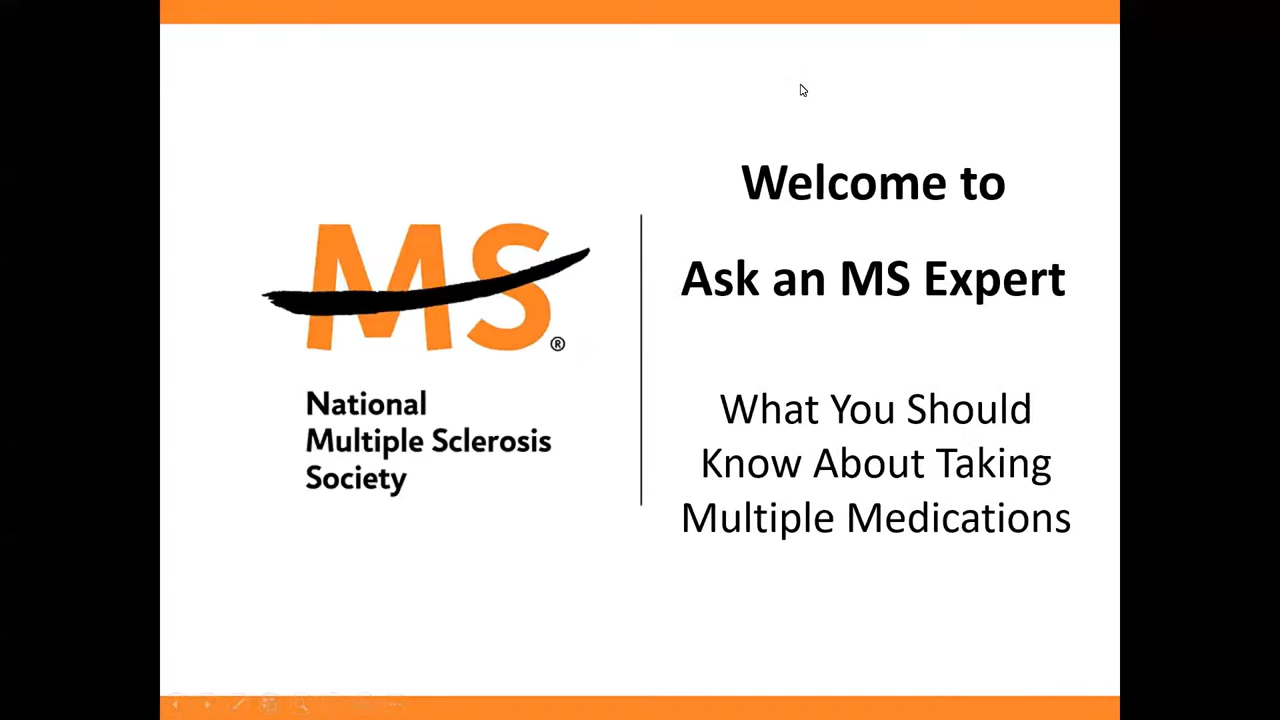 MS®
National
Multiple Sclerosis
Society
Welcome to
Ask an MS Expert
What You Should
Know About Taking
Multiple Medications